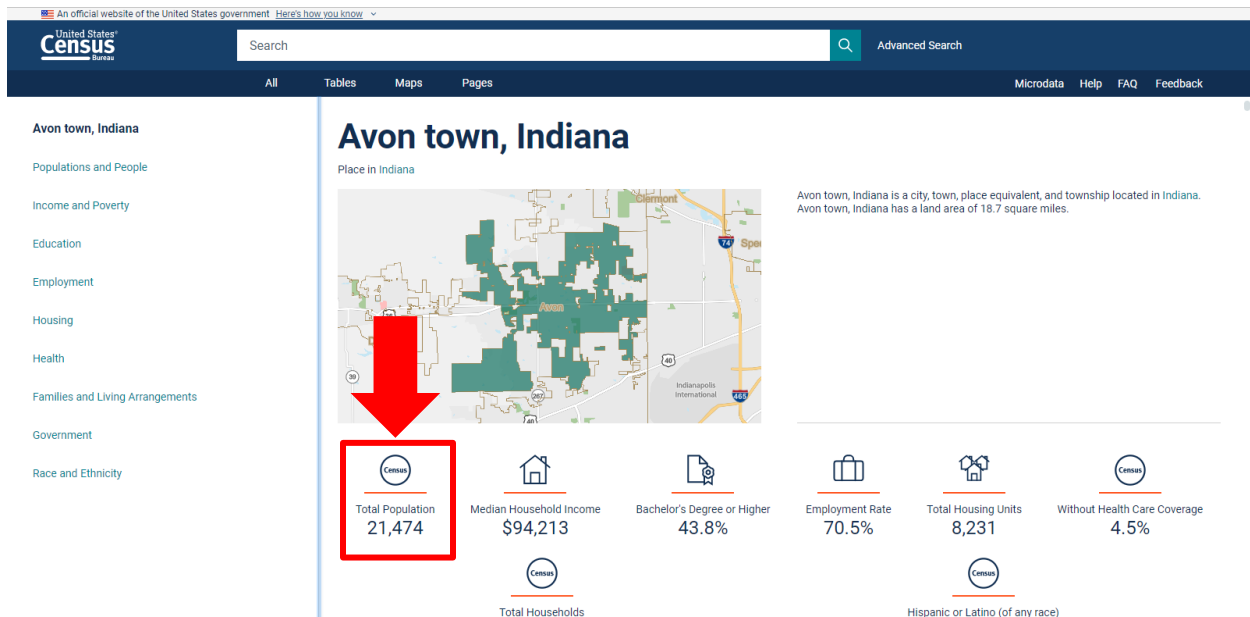 An official website of the United States government Here's how you know
United States®
Census
Bureau
Search
Advanced Search
All Tables Maps Pages
Microdata Help FAQ Feedback
Avon town, Indiana
Populations and People
Income and Poverty
Education
Employment
Housing
Health
Families and Living Arrangements
Government
Race and Ethnicity
Avon town, Indiana
Place in Indiana
Clermont
74
Avon
39
40
267
Indianapolis
International
465
40
Avon town, Indiana is a city, town, place equivalent, and township located in Indiana.
Avon town, Indiana has a land area of 18.7 square miles.
Census
Total Population
21,474
Median Household Income
$94,213
Bachelor's Degree or Higher
43.8%
Employment Rate
70.5%
Total Housing Units
8,231
Census
Without Health Care Coverage
4.5%
Census
Total Households
Census
Hispanic or Latino (of any race)